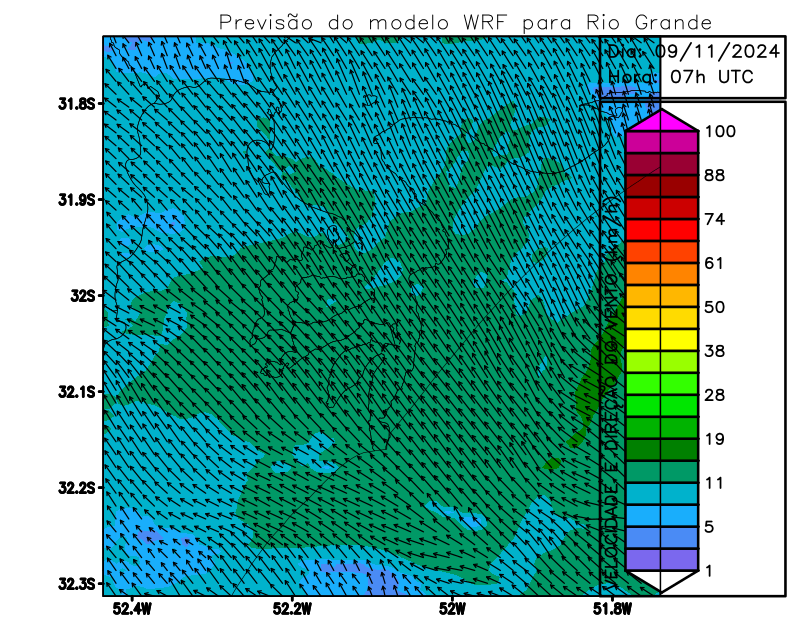 Previsão do modelo WRF para Rio Grande
Dia: 09/11/2024
Hora: 07h UTC
31.8S
31.9S
32S
32.1S
32.2S
32.3S
52.4W
52.2W
52W
51.8W
VELOCIDADE E DIREÇÃO DO VENTO (km/h)
100
88
74
61
50
38
28
19
11
5
1